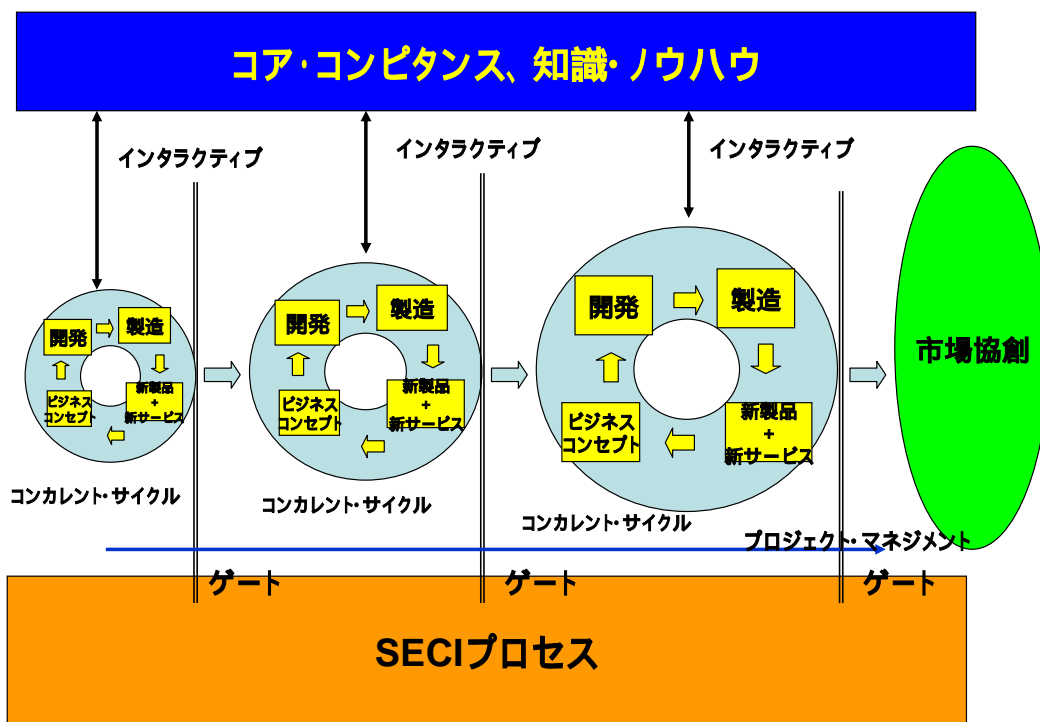 コア・コンピタンス、知識・ノウハウ
インタラクティブ
インタラクティブ
インタラクティブ
開発
製造
ビジネス
コンセプト
新製品
+
新サービス
コンカレント・サイクル
開発
製造
ビジネス
コンセプト
新製品
+
新サービス
コンカレント・サイクル
開発
製造
ビジネス
コンセプト
新製品
+
新サービス
コンカレント・サイクル
市場協創
プロジェクト・マネジメント
ゲート
ゲート
ゲート
SECIプロセス